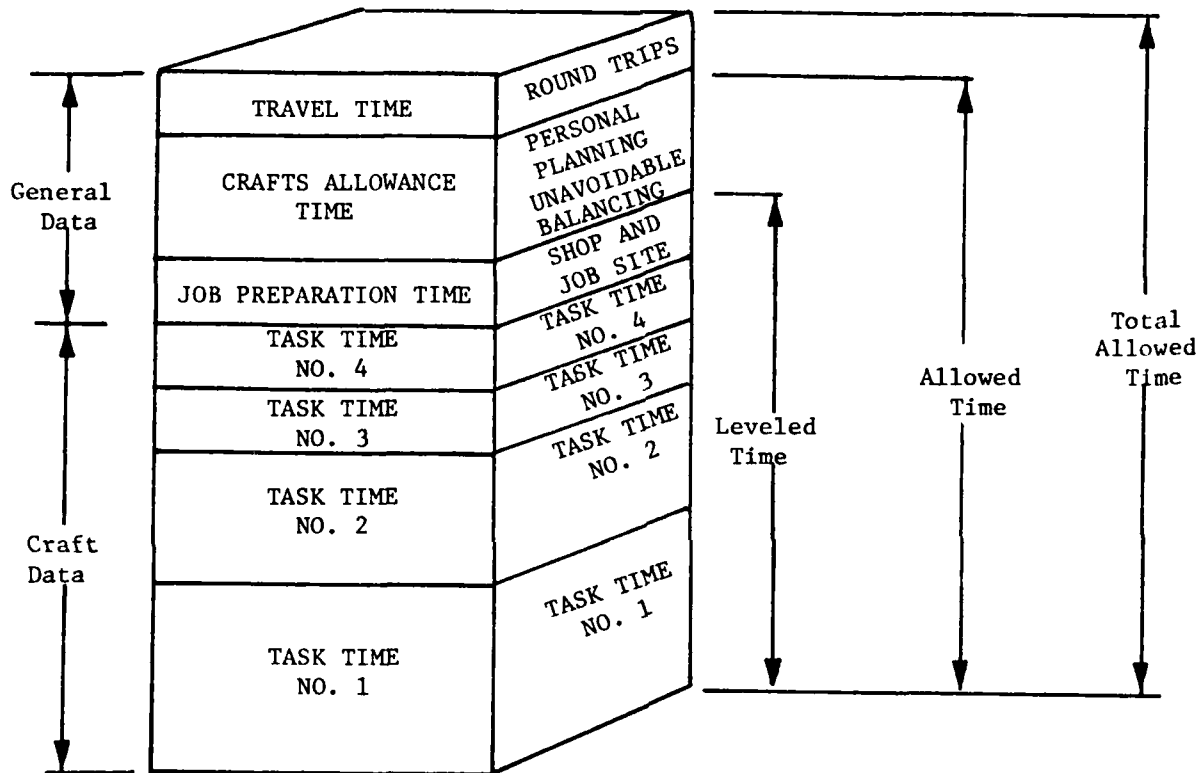 TRAVEL TIME
CRAFTS ALLOWANCE
TIME
JOB PREPARATION TIME
TASK TIME
NO. 4
TASK TIME
NO. 3
TASK TIME
NO. 2
TASK TIME
NO. 1
ROUND TRIPS
PERSONAL
PLANNING
UNAVOIDABLE
BALANCING
SHOP AND
JOB SITE
TASK TIME
NO. 4
TASK TIME
NO. 3
TASK TIME
NO. 2
TASK TIME
NO. 1
General
Data
Craft
Data
Leveled
Time
Allowed
Time
Total
Allowed
Time